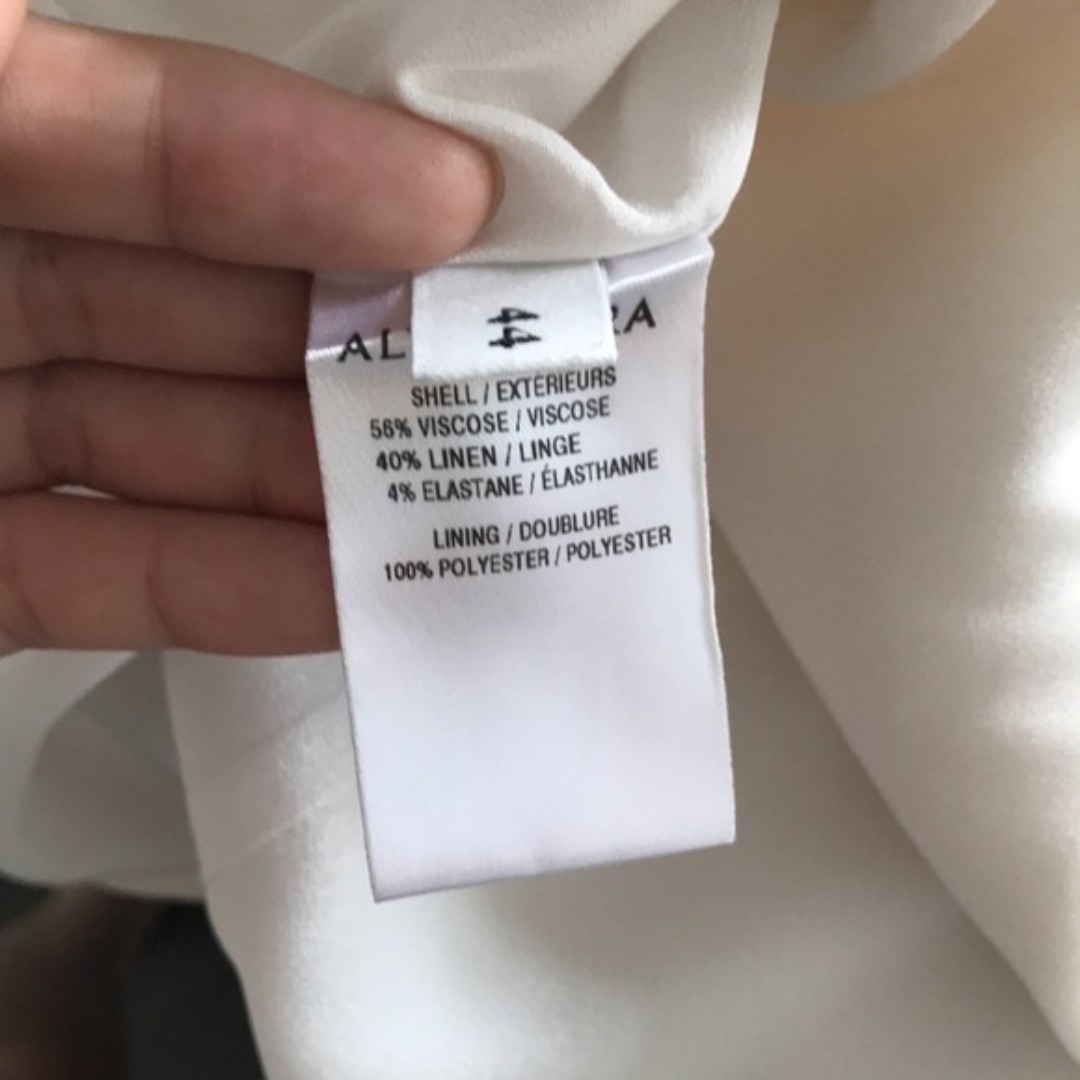 44
SHELL / EXTÉRIEURS
56% VISCOSE / VISCOSE
40% LINEN / LINGE
4% ELASTANE / ÉLASTHANNE
LINING / DOUBLURE
100% POLYESTER / POLYESTER